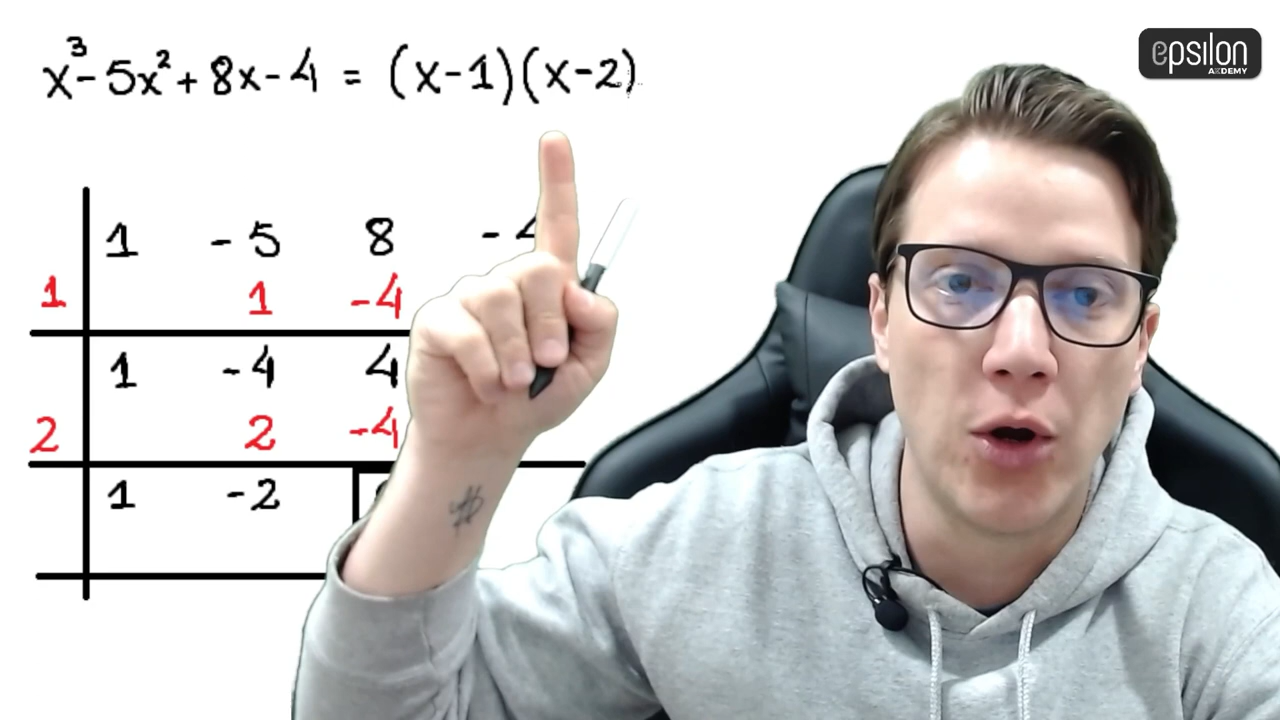 epsilon
AKDEMY
x³-5x²+8x-4 = (x-1)(x-2)
1 -5 8
1 1 -4
1 -4 4
2 2 -4
1 -2